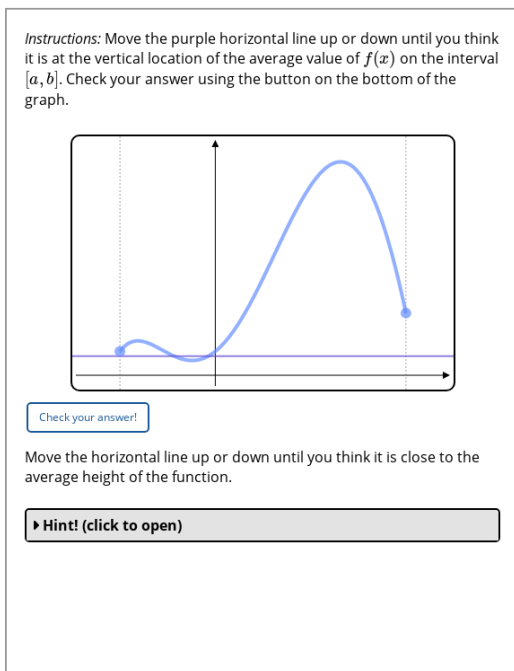 Instructions: Move the purple horizontal line up or down until you think
it is at the vertical location of the average value of f(x) on the interval
[a, b]. Check your answer using the button on the bottom of the
graph.
Check your answer!
Move the horizontal line up or down until you think it is close to the
average height of the function.
Hint! (click to open)